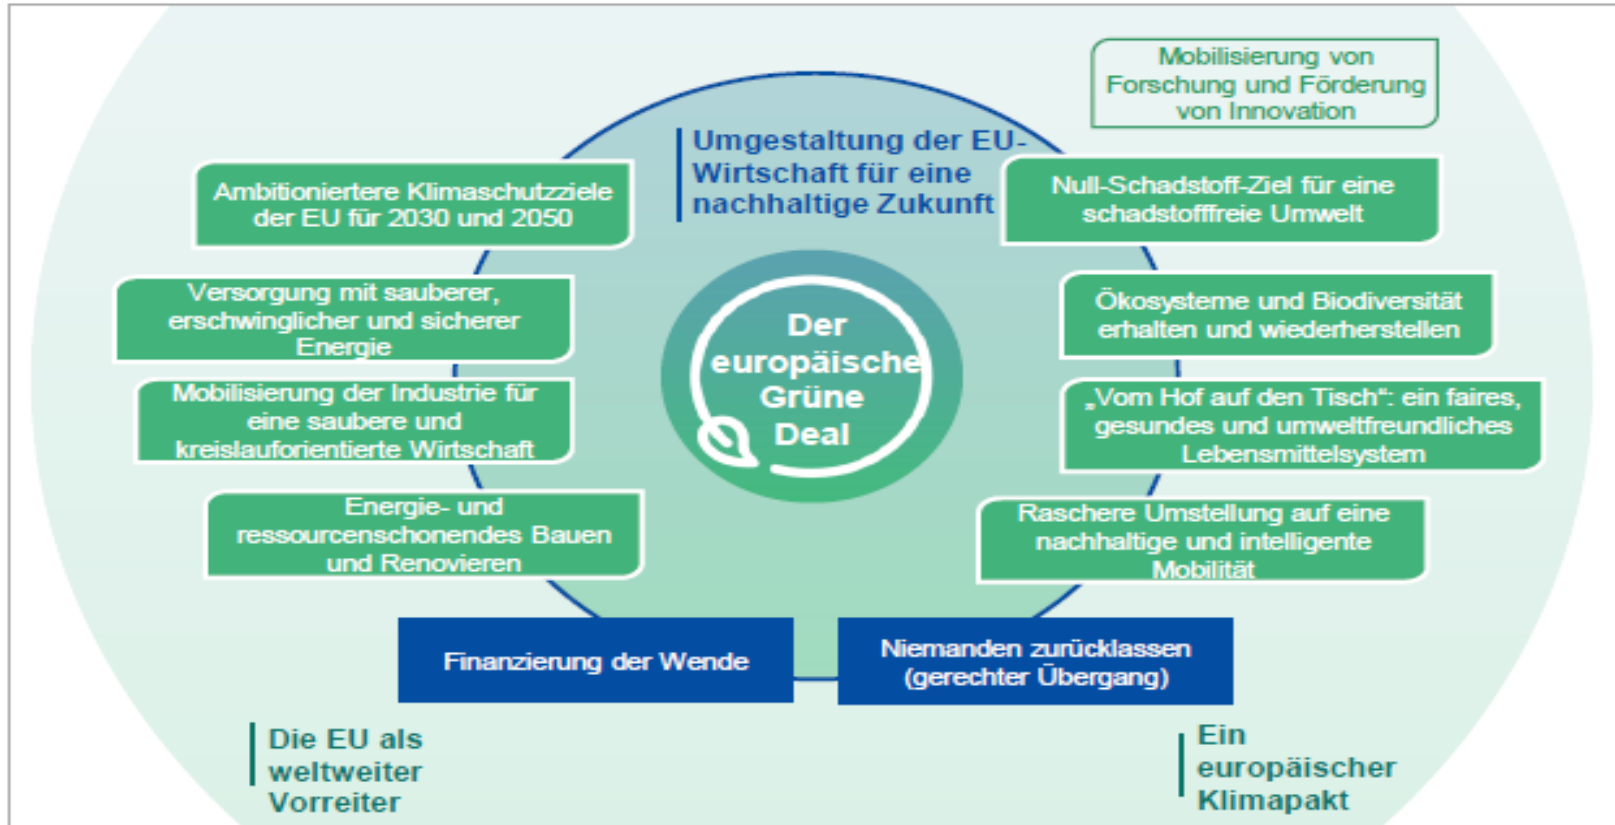 Mobilisierung von
Forschung und Förderung
von Innovation
Umgestaltung der EU-
Wirtschaft für eine
nachhaltige Zukunft
Ambitioniertere Klimaschutzziele
der EU für 2030 und 2050
Null-Schadstoff-Ziel für eine
schadstofffreie Umwelt
Versorgung mit sauberer,
erschwinglicher und sicherer
Energie
Ökosysteme und Biodiversität
erhalten und wiederherstellen
Der
europäische
Grüne
Deal
Mobilisierung der Industrie für
eine saubere und
kreislauforientierte Wirtschaft
„Vom Hof auf den Tisch“: ein faires,
gesundes und umweltfreundliches
Lebensmittelsystem
Energie- und
ressourcenschonendes Bauen
und Renovieren
Raschere Umstellung auf eine
nachhaltige und intelligente
Mobilität
Finanzierung der Wende
Niemanden zurücklassen
(gerechter Übergang)
Die EU als
weltweiter
Vorreiter
Ein
europäischer
Klimapakt